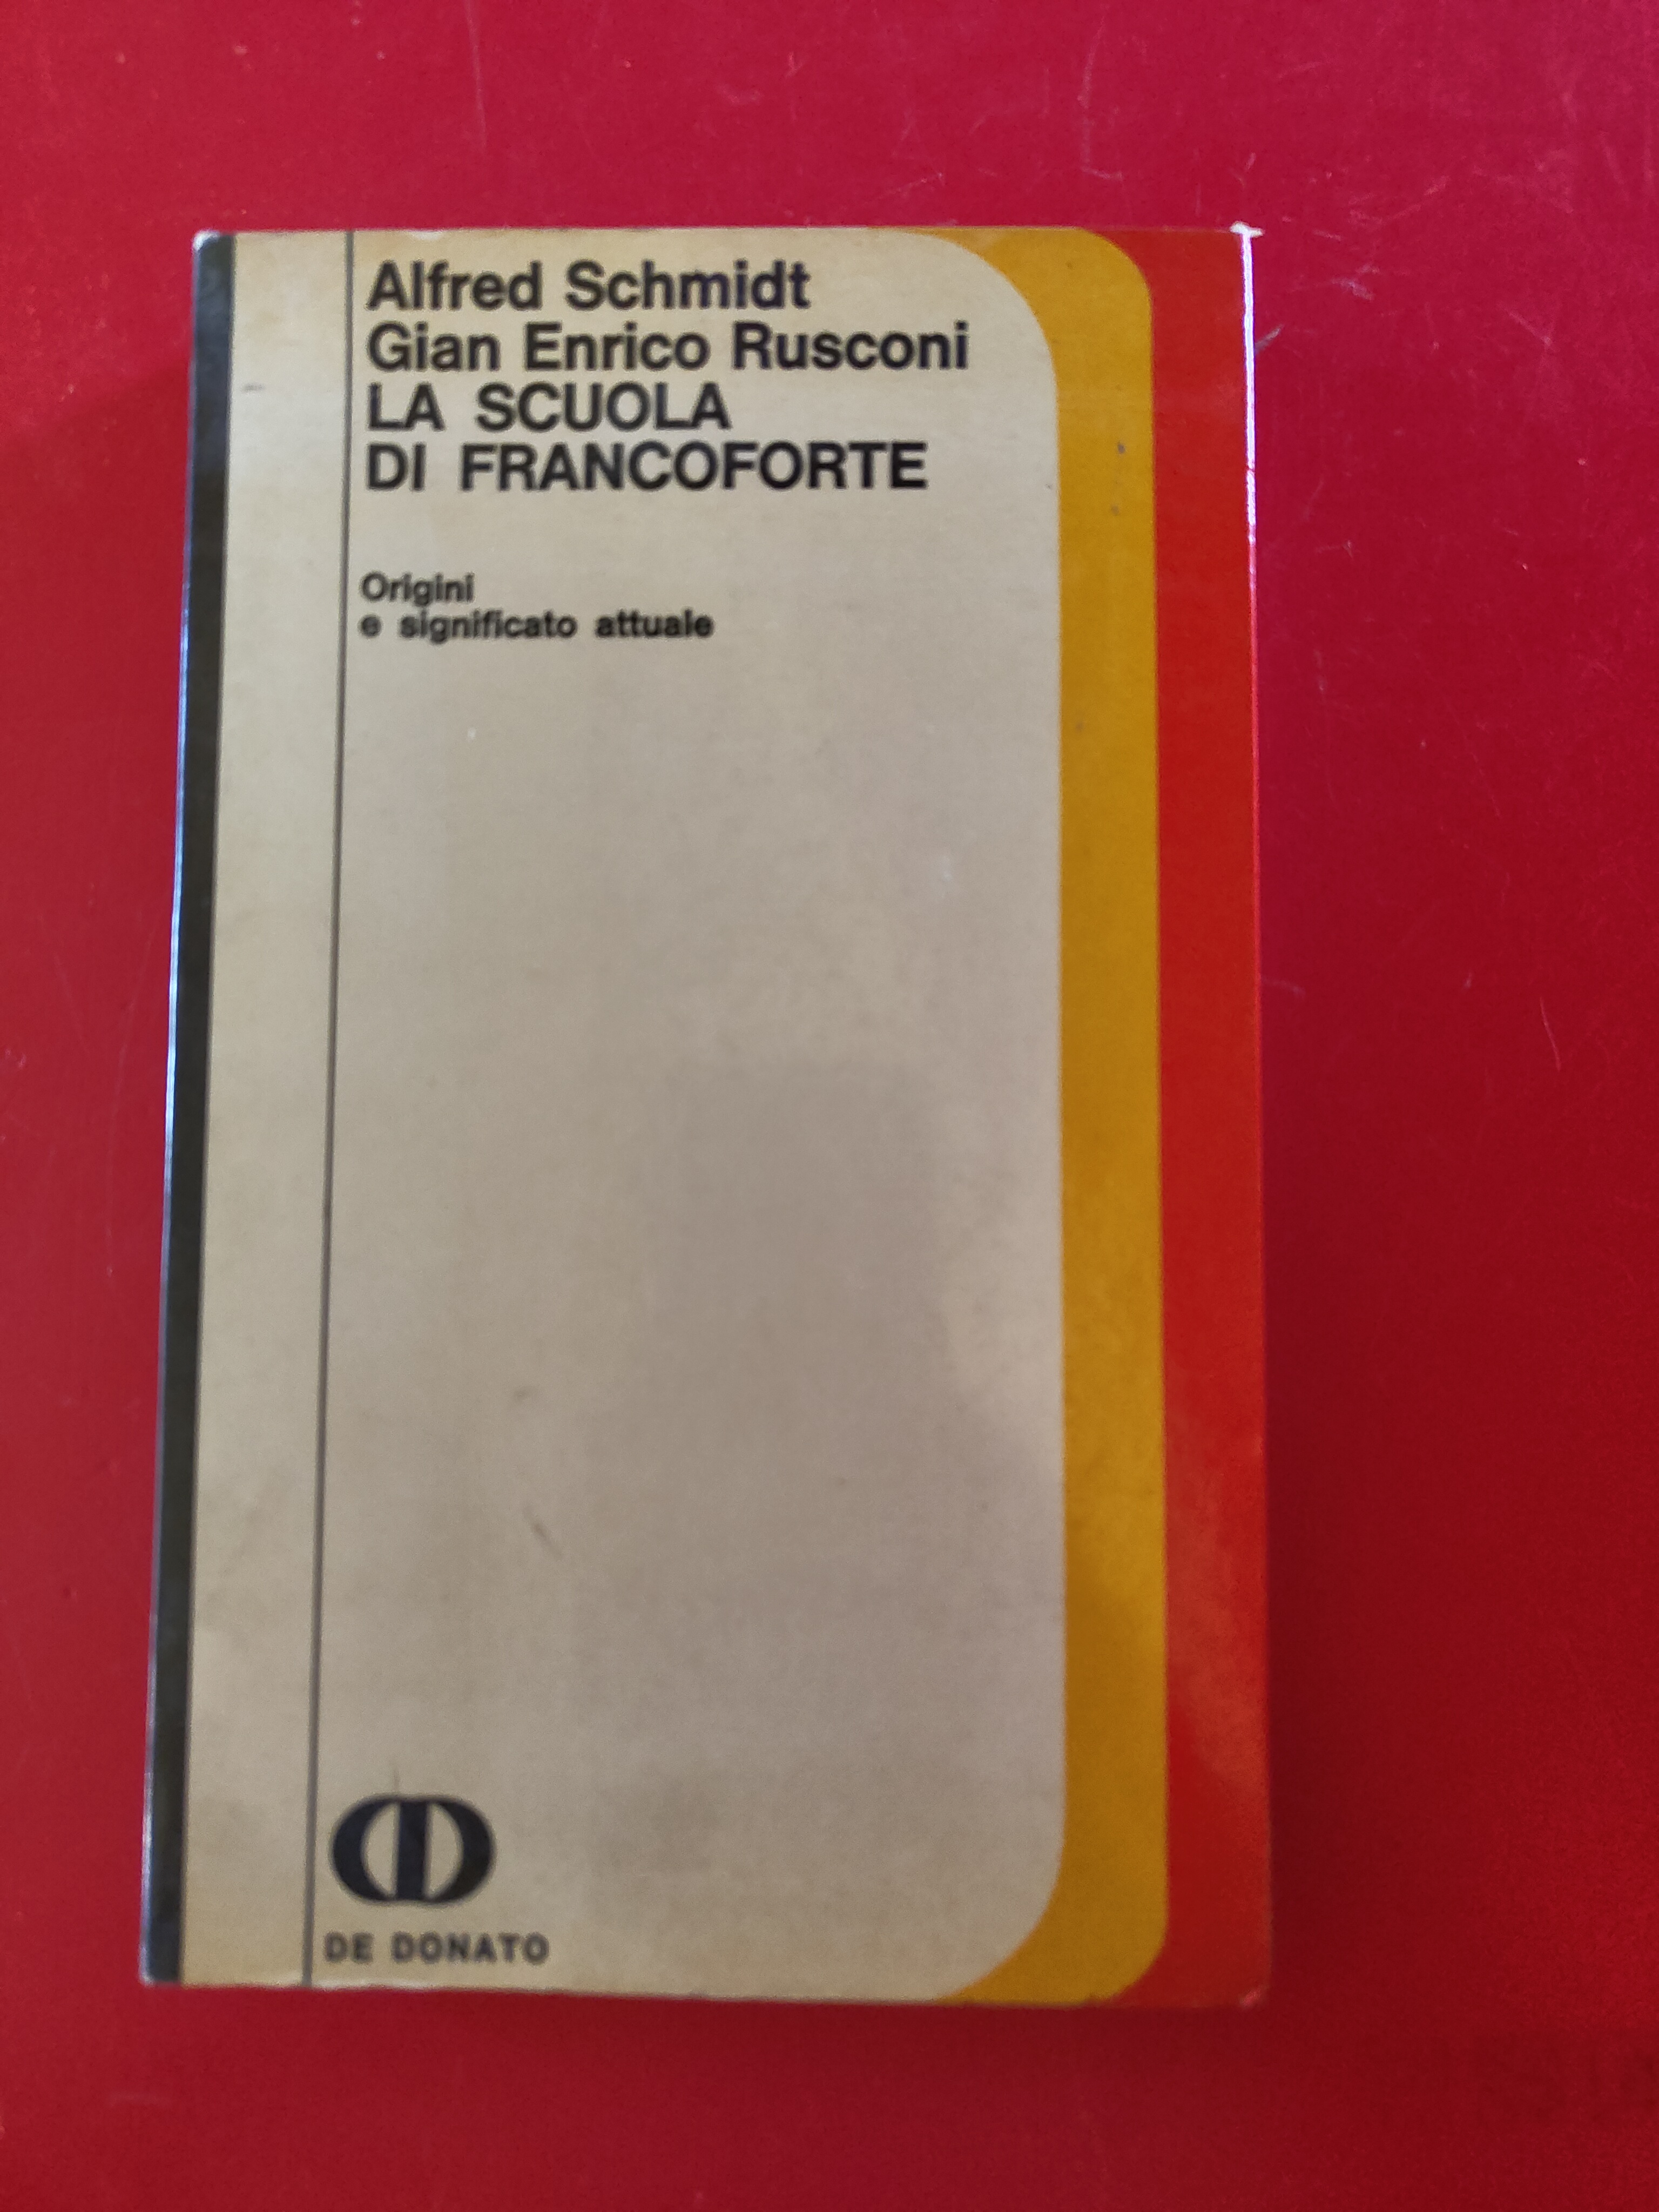 Alfred Schmidt
Gian Enrico Rusconi
LA SCUOLA
DI FRANCOFORTE
Origini
e significato attuale
DE DONATO